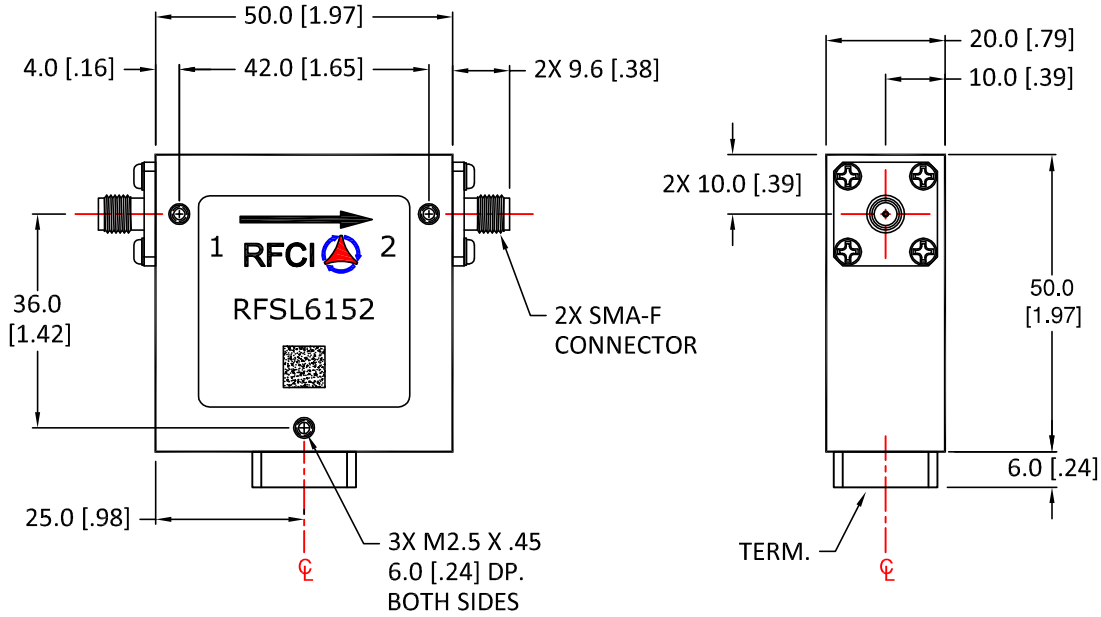 50.0 [1.97]
4.0 [.16]
42.0 [1.65]
2X 9.6 [.38]
1
RFCI
2
RFSL6152
36.0
[1.42]
2X SMA-F
CONNECTOR
25.0 [.98]
3X M2.5 X .45
6.0 [.24] DP.
BOTH SIDES
℄
20.0 [.79]
10.0 [.39]
2X 10.0 [.39]
50.0
[1.97]
6.0 [.24]
TERM.
℄